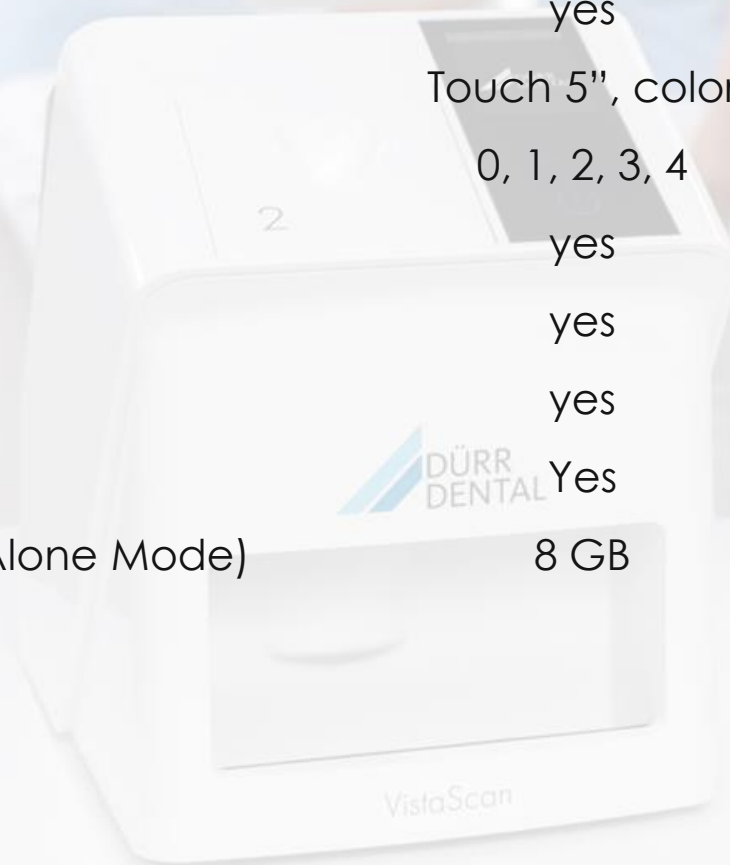 yes
Touch 5”, color
0, 1, 2, 3, 4
2
yes
yes
yes
DÜRR
DENTAL
Yes
Alone Mode)
8 GB
VistaScan